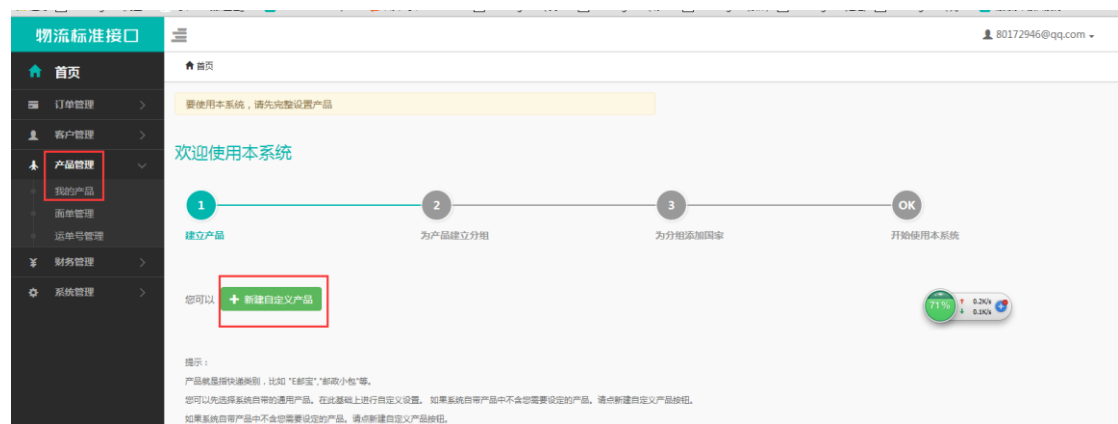 物流标准接口
80172946@qq.com
首页
首页
订单管理
要使用本系统，请先完整设置产品
客户管理
产品管理
欢迎使用本系统
我的产品
面单管理
运单号管理
1
2
3
OK
建立产品
为产品建立分组
为分组添加国家
开始使用本系统
财务管理
系统管理
您可以
新建自定义产品
71%
0.2K/s
0.1K/s
提示：
产品就是指快递类别，比如 "E邮宝","邮政小包"等。
您可以先选择系统自带的通用产品。在此基础上进行自定义设置。 如果系统自带产品中不含您需要设定的产品。请点新建自定义产品按钮。
如果系统自带产品中不含您需要设定的产品。请点新建自定义产品按钮。